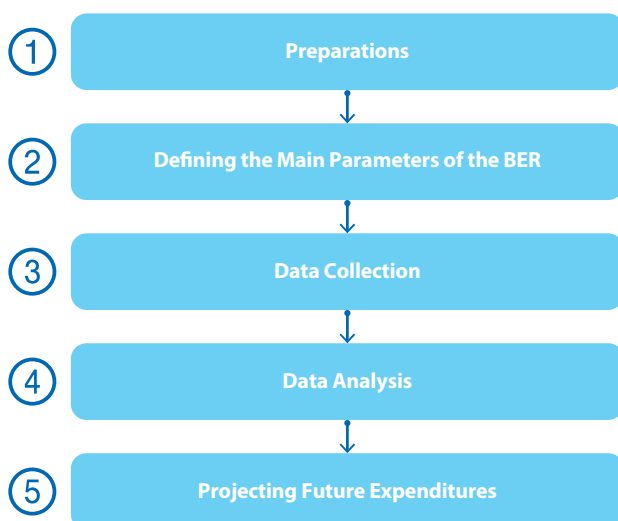 1 Preparations
2 Defining the Main Parameters of the BER
3 Data Collection
4 Data Analysis
5 Projecting Future Expenditures